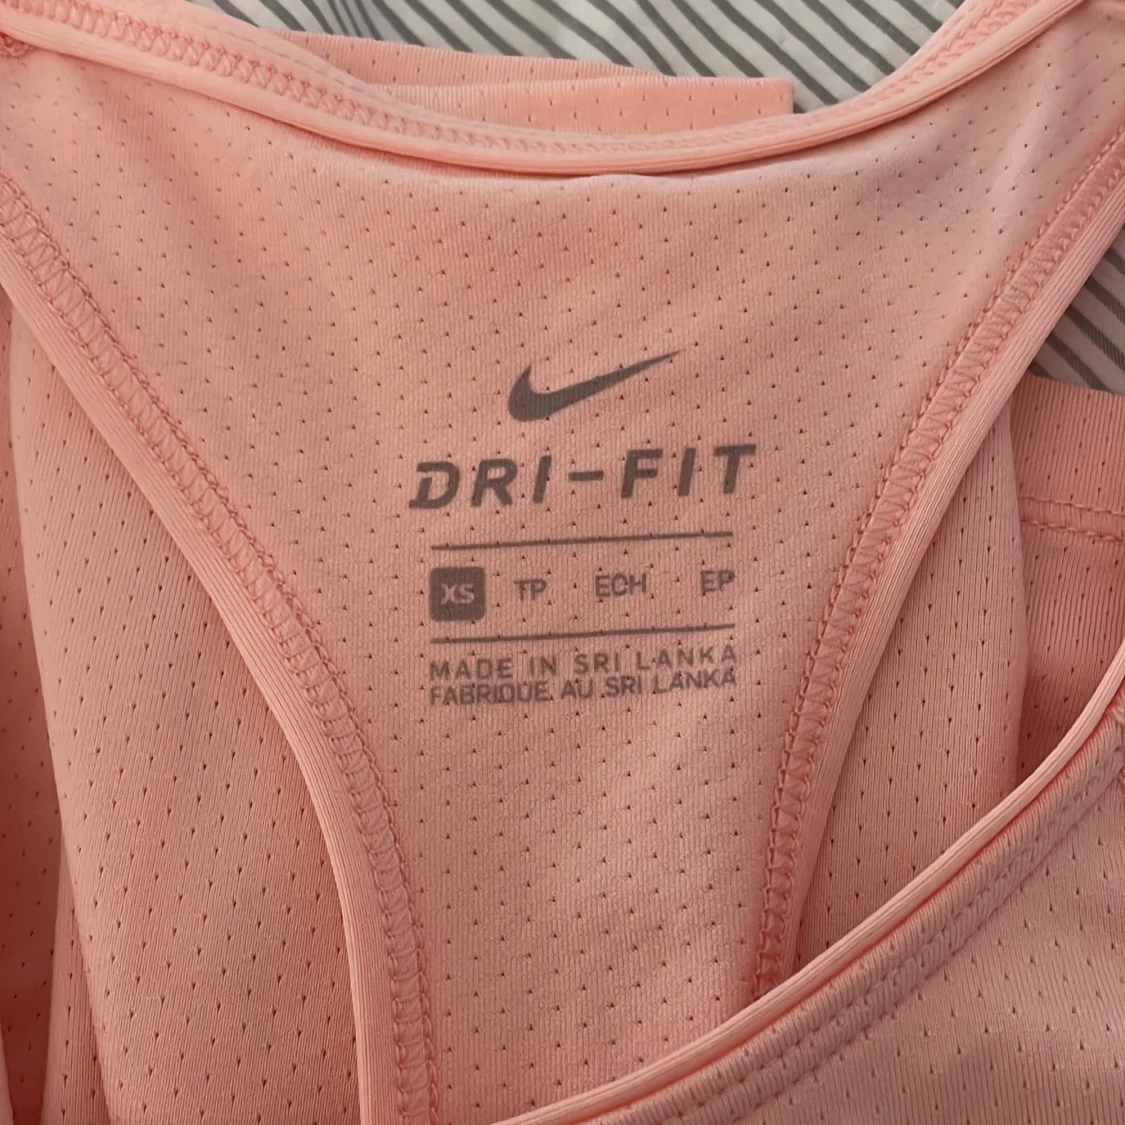 DRI-FIT
XS TP ECH EP
MADE IN SRI LANKA
FABRIQUE AU SRI LANKA